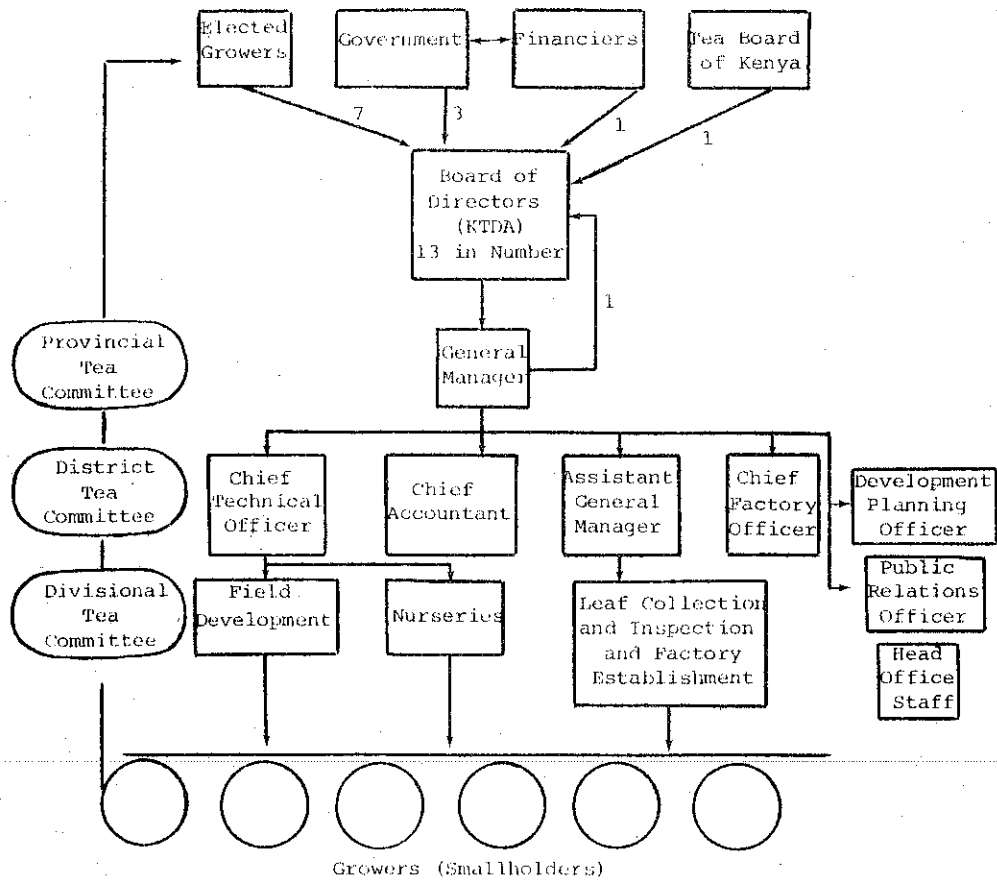 Elected
Growers
Government
Financiers
Tea Board
of Kenya
7
3
1
1
Board of
Directors
(KTDA)
13 in Number
1
General
Manager
Provincial
Tea
Committee
District
Tea
Committee
Divisional
Tea
Committee
Chief
Technical
Officer
Chief
Accountant
Assistant
General
Manager
Chief
Factory
Officer
Development
Planning
Officer
Public
Relations
Officer
Head
Office
Staff
Field
Development
Nurseries
Leaf Collection
and Inspection
and Factory
Establishment
Growers (Smallholders)